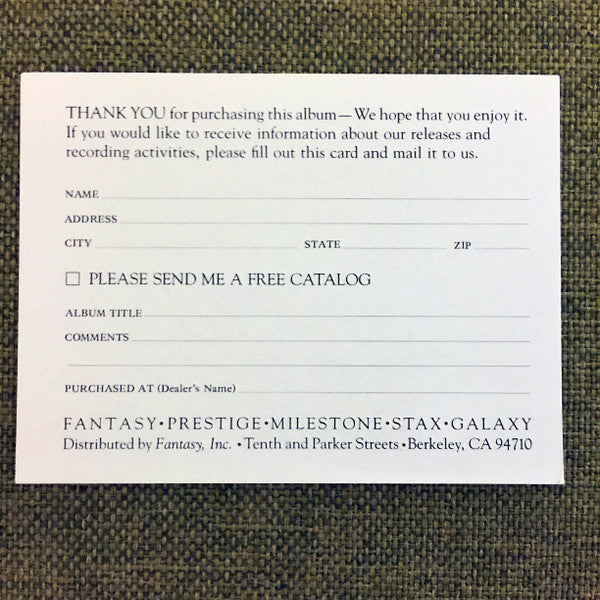 THANK YOU for purchasing this album—We hope that you enjoy it.
If you would like to receive information about our releases and
recording activities, please fill out this card and mail it to us.
NAME
ADDRESS
CITY STATE ZIP
☐ PLEASE SEND ME A FREE CATALOG
ALBUM TITLE
COMMENTS
PURCHASED AT (Dealer's Name)
FANTASY•PRESTIGE•MILESTONE•STAX•GALAXY
Distributed by Fantasy, Inc. • Tenth and Parker Streets • Berkeley, CA 94710